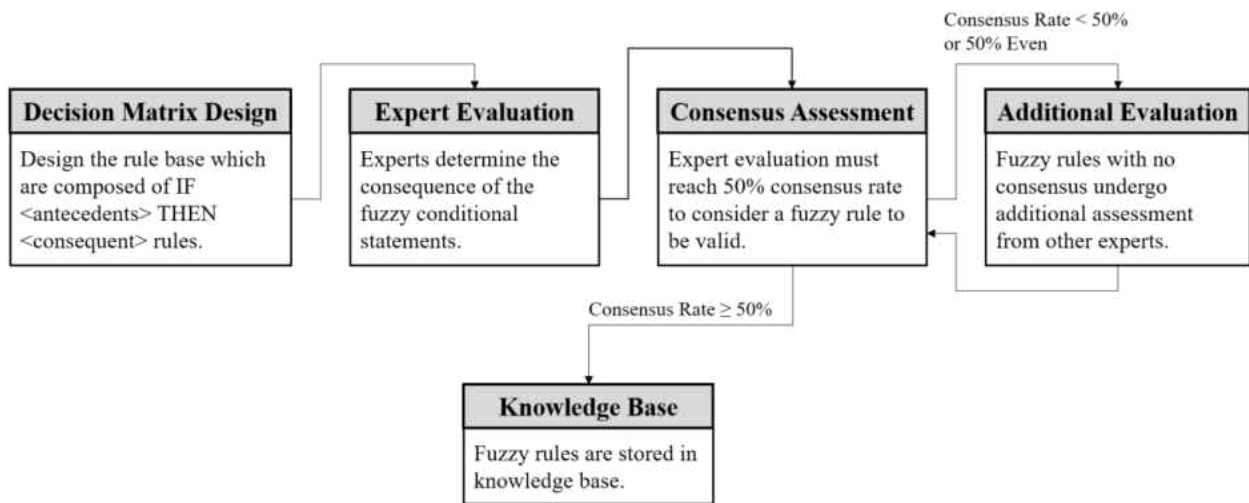 Consensus Rate < 50%
or 50% Even
Decision Matrix Design
Design the rule base which
are composed of IF
<antecedents> THEN
<consequent> rules.
Expert Evaluation
Experts determine the
consequence of the
fuzzy conditional
statements.
Consensus Assessment
Expert evaluation must
reach 50% consensus rate
to consider a fuzzy rule to
be valid.
Additional Evaluation
Fuzzy rules with no
consensus undergo
additional assessment
from other experts.
Consensus Rate ≥ 50%
Knowledge Base
Fuzzy rules are stored in
knowledge base.